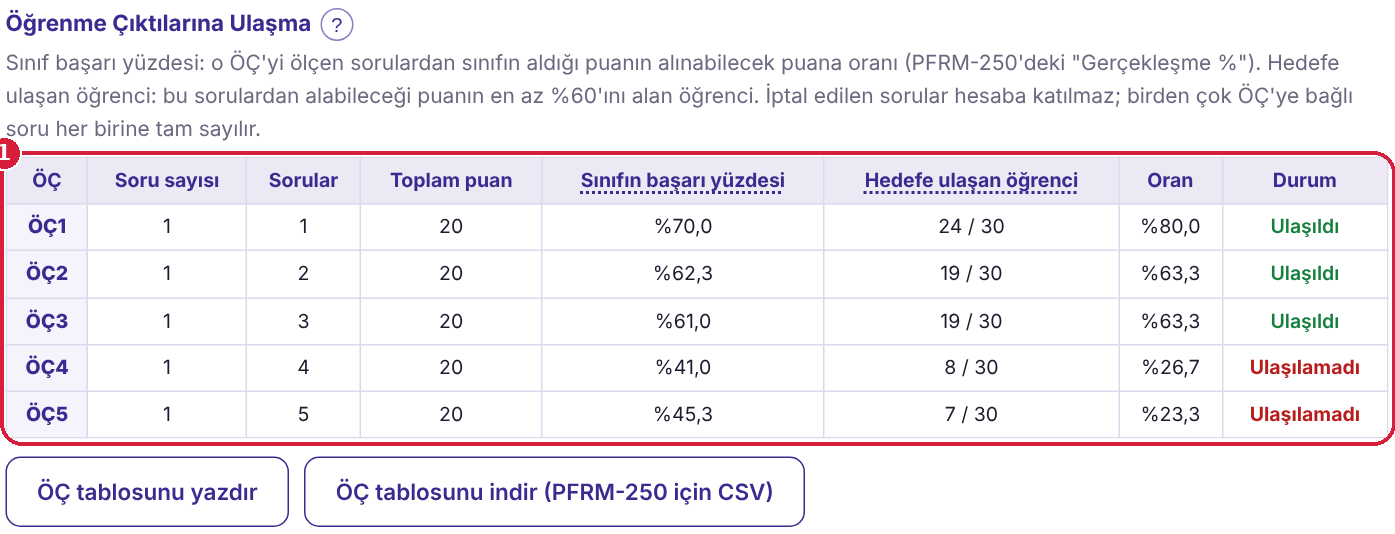 Öğrenme Çıktılarına Ulaşma ?
Sınıf başarı yüzdesi: o ÖÇ'yi ölçen sorulardan sınıfın aldığı puanın alınabilecek puana oranı (PFRM-250'deki "Gerçekleşme %"). Hedefe
ulaşan öğrenci: bu sorulardan alabileceği puanın en az %60'ını alan öğrenci. İptal edilen sorular hesaba katılmaz; birden çok ÖÇ'ye bağlı
soru her birine tam sayılır.
1
ÖÇ Soru sayısı Sorular Toplam puan Sınıfın başarı yüzdesi Hedefe ulaşan öğrenci Oran Durum
ÖÇ1 1 1 20 %70,0 24 / 30 %80,0 Ulaşıldı
ÖÇ2 1 2 20 %62,3 19 / 30 %63,3 Ulaşıldı
ÖÇ3 1 3 20 %61,0 19 / 30 %63,3 Ulaşıldı
ÖÇ4 1 4 20 %41,0 8 / 30 %26,7 Ulaşılamadı
ÖÇ5 1 5 20 %45,3 7 / 30 %23,3 Ulaşılamadı
ÖÇ tablosunu yazdır ÖÇ tablosunu indir (PFRM-250 için CSV)